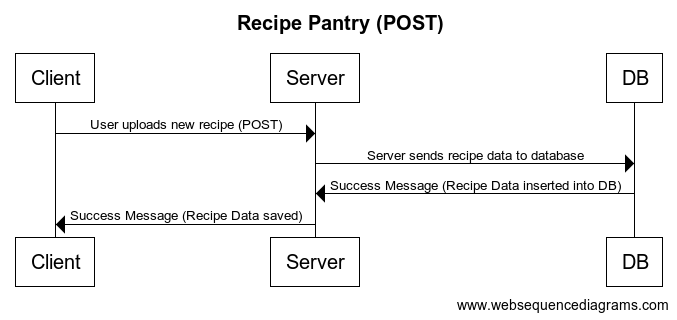 Recipe Pantry (POST)
Client Server DB
User uploads new recipe (POST)
Server sends recipe data to database
Success Message (Recipe Data inserted into DB)
Success Message (Recipe Data saved)
Client Server DB
www.websequencediagrams.com